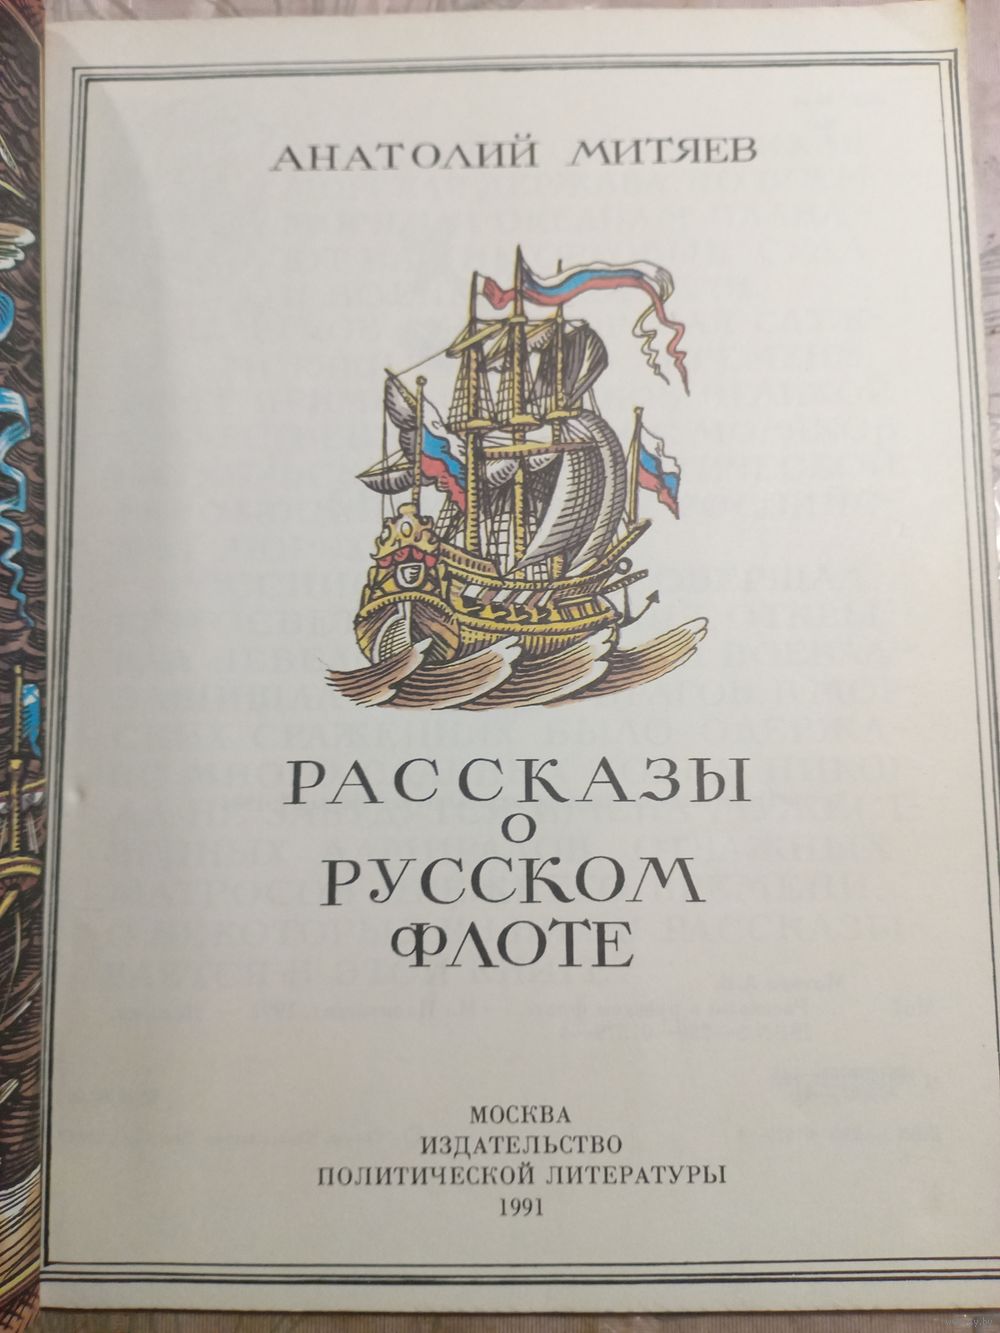 АНАТОЛИЙ МИТЯЕВ
РАССКАЗЫ
О
РУССКОМ
ФЛОТЕ
МОСКВА
ИЗДАТЕЛЬСТВО
ПОЛИТИЧЕСКОЙ ЛИТЕРАТУРЫ
1991